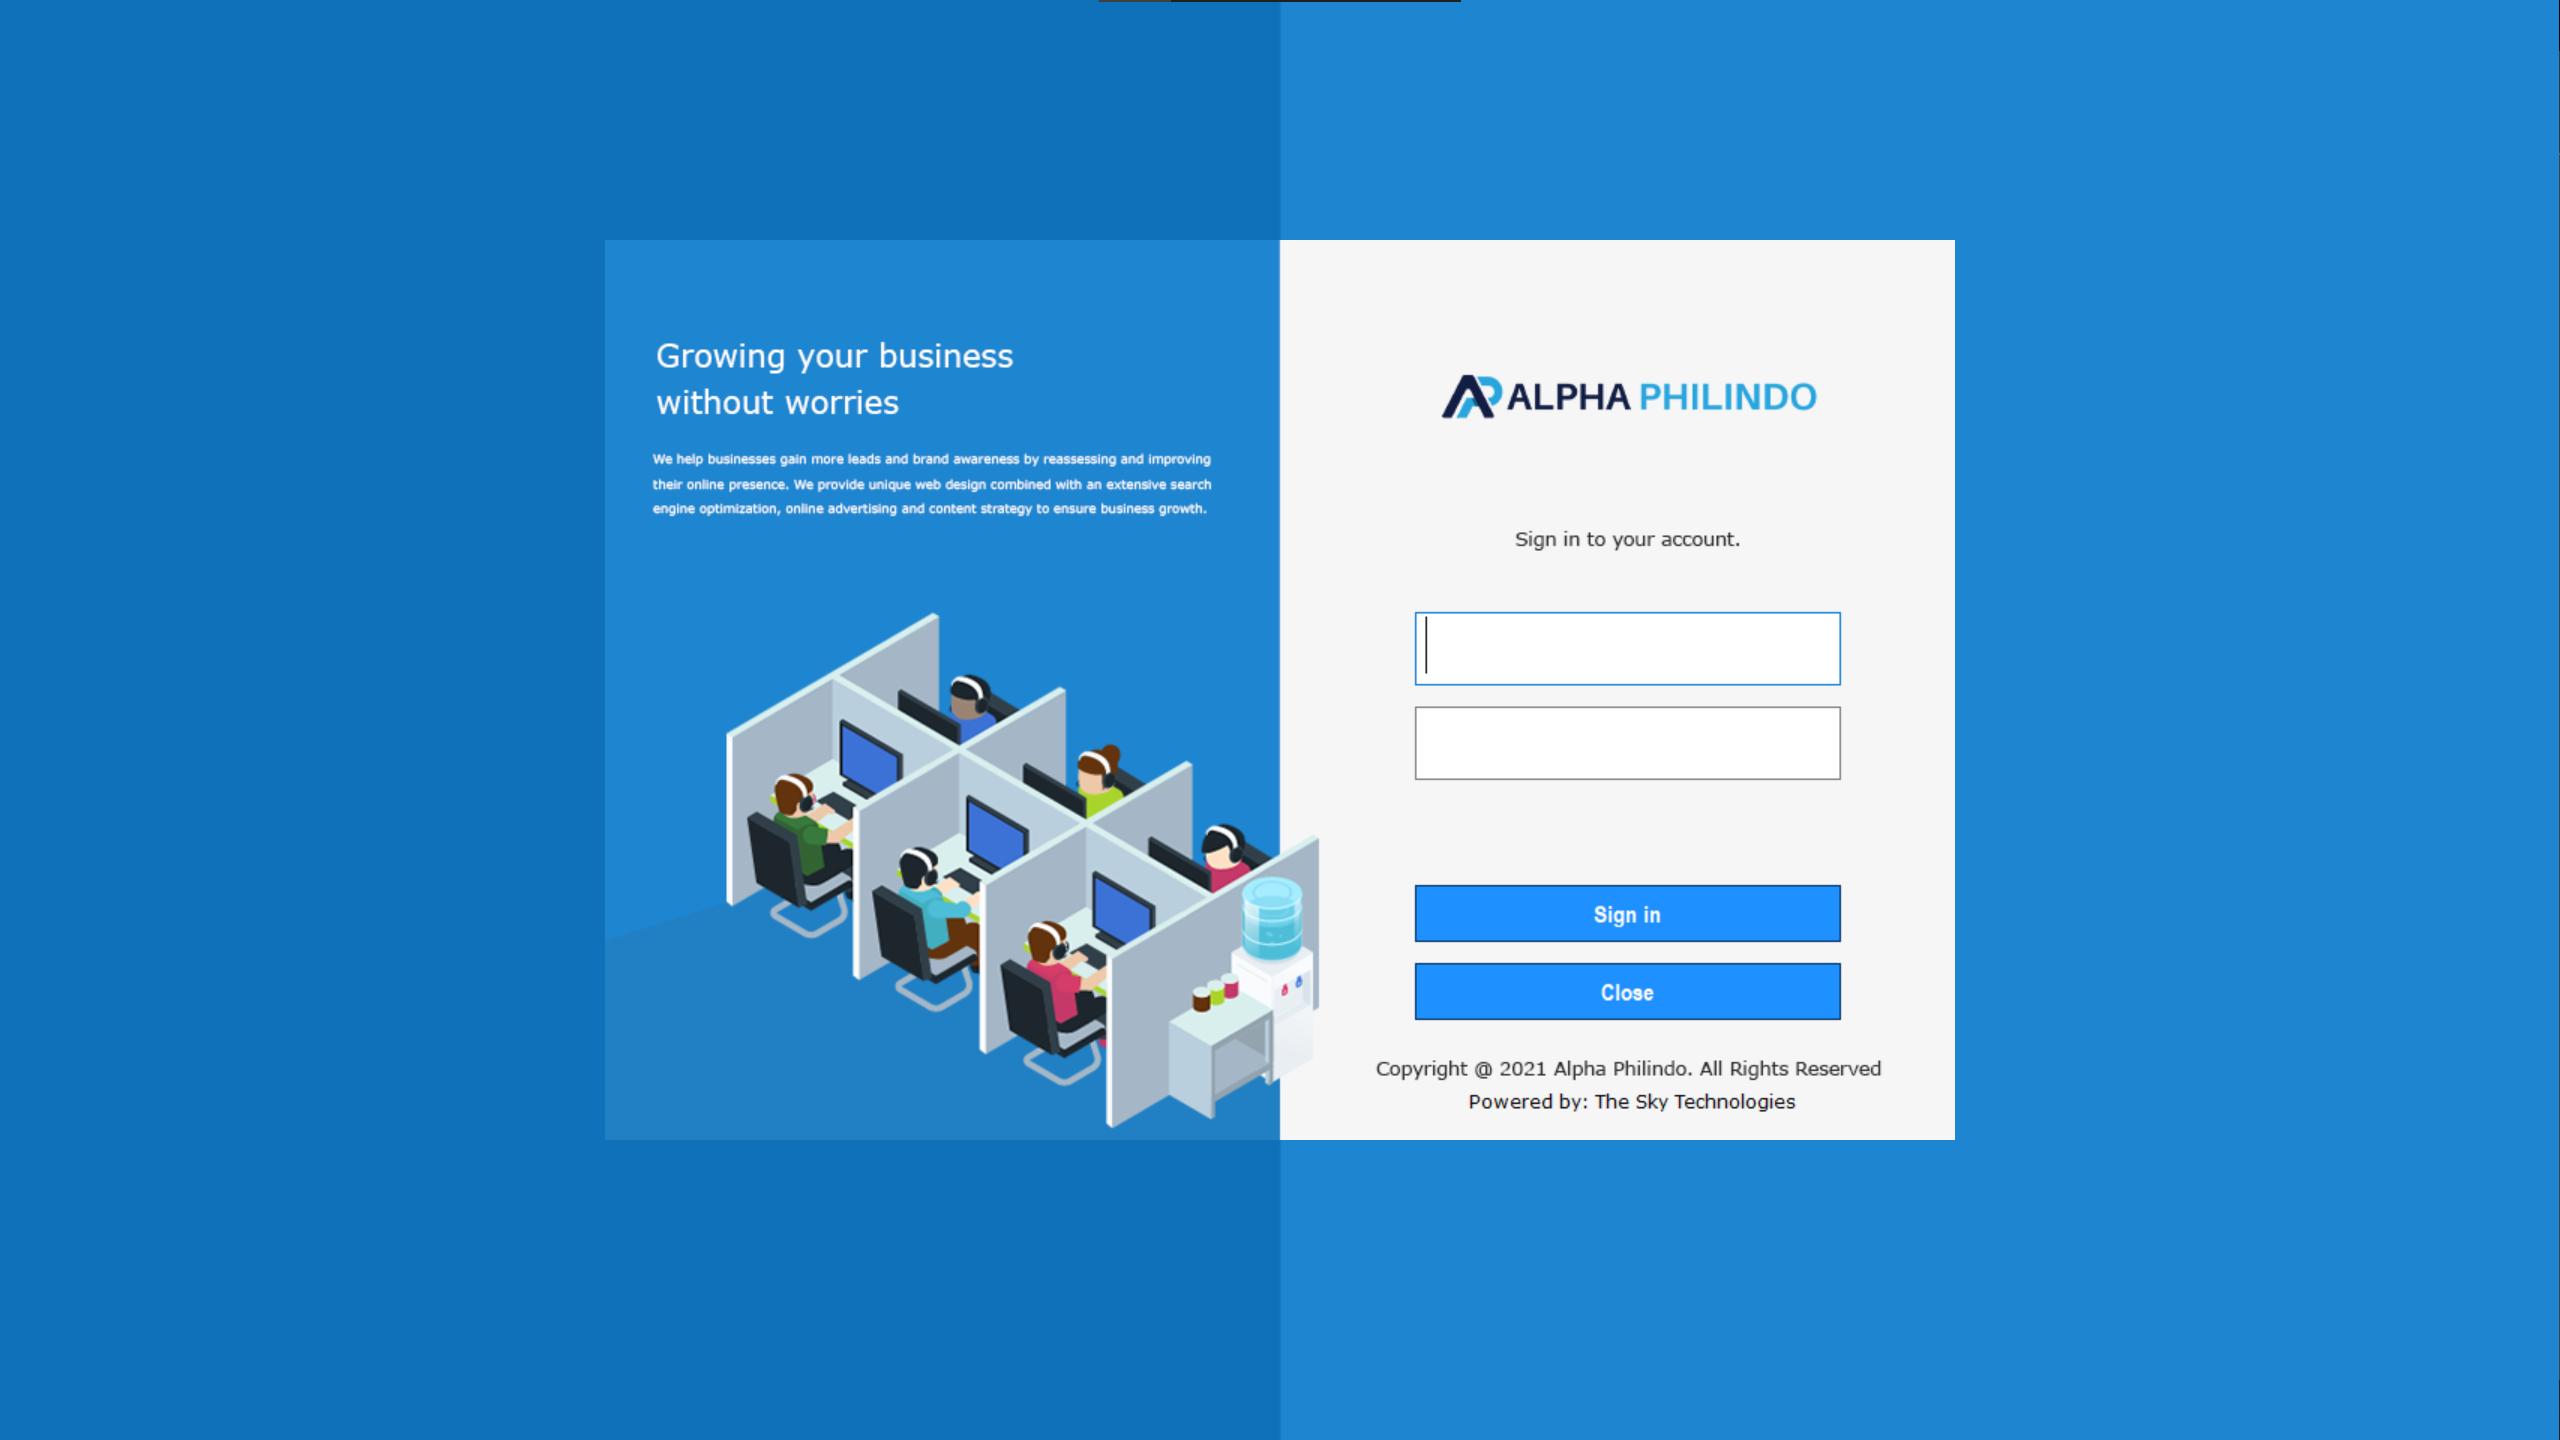 Growing your business
without worries
We help businesses gain more leads and brand awareness by reassessing and improving
their online presence. We provide unique web design combined with an extensive search
engine optimization, online advertising and content strategy to ensure business growth.
ALPHA PHILINDO
Sign in to your account.
Sign in
Close
Copyright @ 2021 Alpha Philindo. All Rights Reserved
Powered by: The Sky Technologies